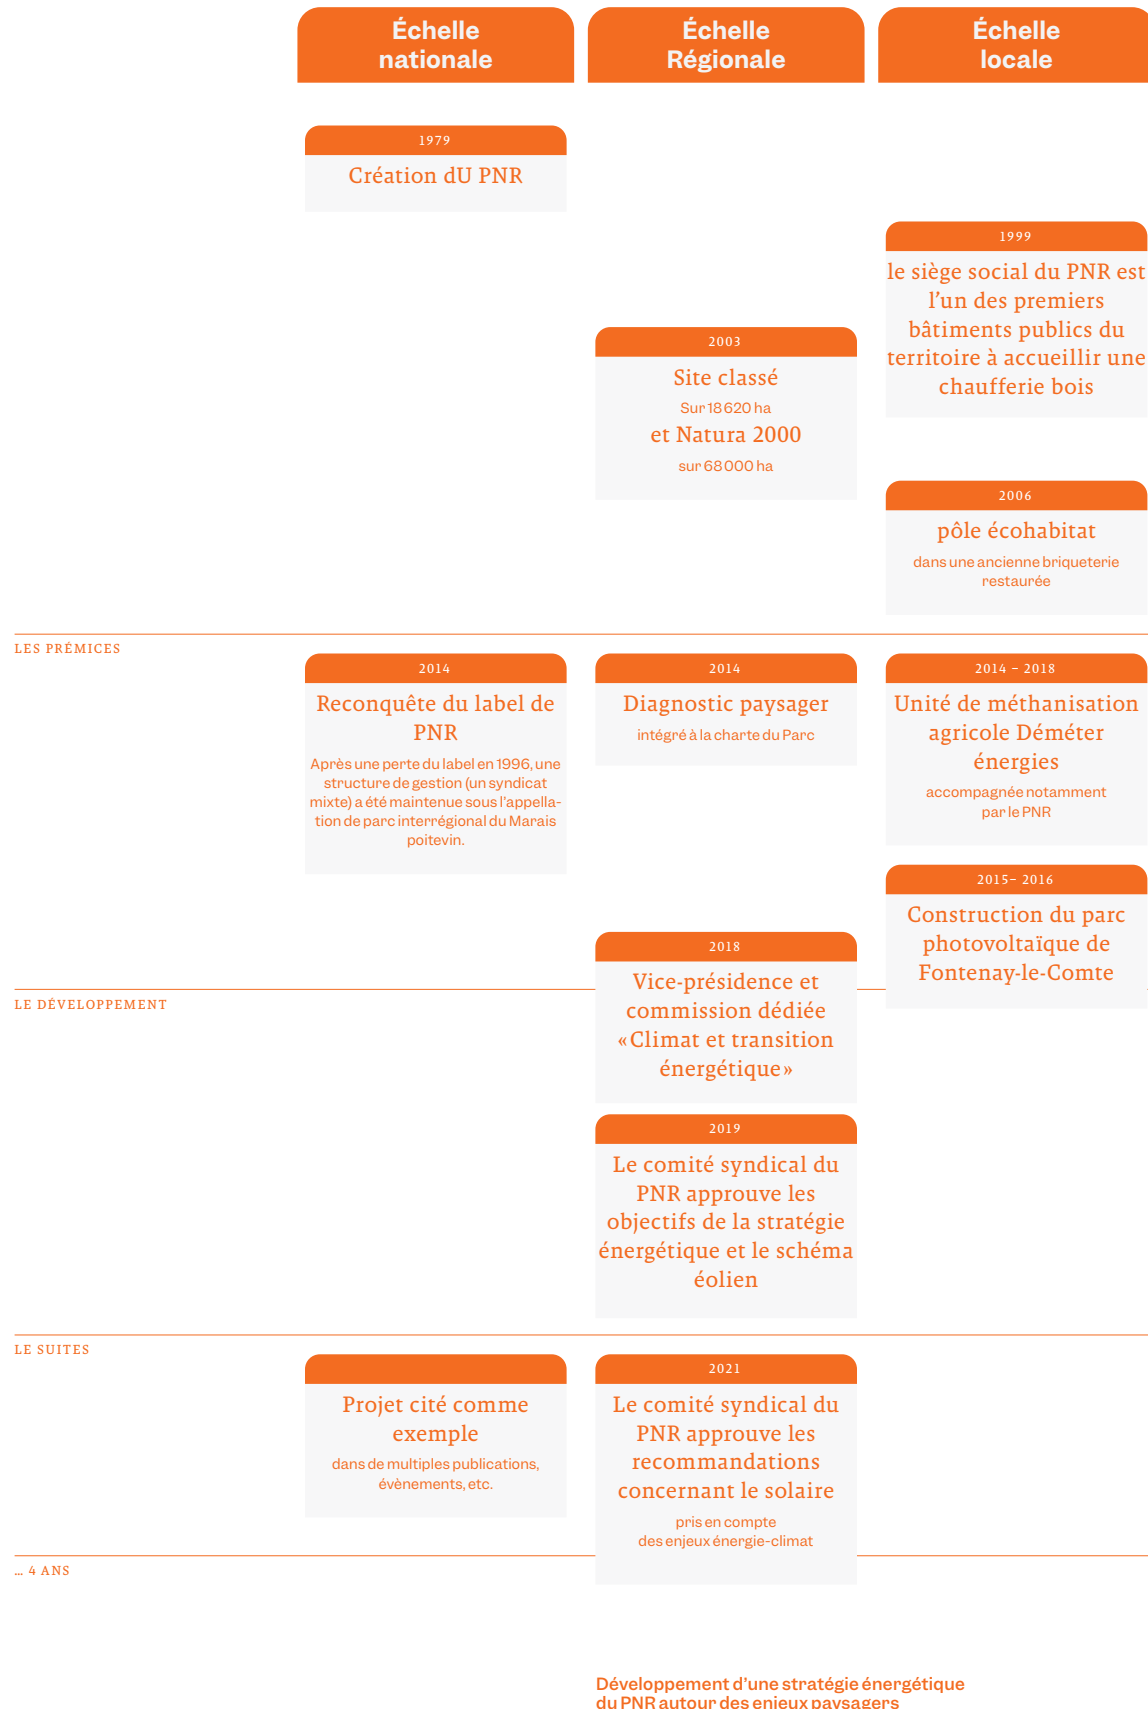 Échelle
nationale
Échelle
Régionale
Échelle
locale
1979
Création dU PNR
1999
le siège social du PNR est
l’un des premiers
bâtiments publics du
territoire à accueillir une
chaufferie bois
2003
Site classé
Sur 18 620 ha
et Natura 2000
sur 68 000 ha
2006
pôle écohabitat
dans une ancienne briqueterie
restaurée
LES PRÉMICES
2014
Reconquête du label de
PNR
Après une perte du label en 1996, une
structure de gestion (un syndicat
mixte) a été maintenue sous l’appella-
tion de parc interrégional du Marais
poitevin.
2014
Diagnostic paysager
intégré à la charte du Parc
2014 – 2018
Unité de méthanisation
agricole Déméter
énergies
accompagnée notamment
par le PNR
2015– 2016
Construction du parc
photovoltaïque de
Fontenay-le-Comte
2018
Vice-présidence et
commission dédiée
« Climat et transition
énergétique »
LE DÉVELOPPEMENT
2019
Le comité syndical du
PNR approuve les
objectifs de la stratégie
énergétique et le schéma
éolien
LE SUITES
Projet cité comme
exemple
dans de multiples publications,
évènements, etc.
2021
Le comité syndical du
PNR approuve les
recommandations
concernant le solaire
pris en compte
des enjeux énergie-climat
... 4 ANS
Développement d’une stratégie énergétique
du PNR autour des enjeux paysagers